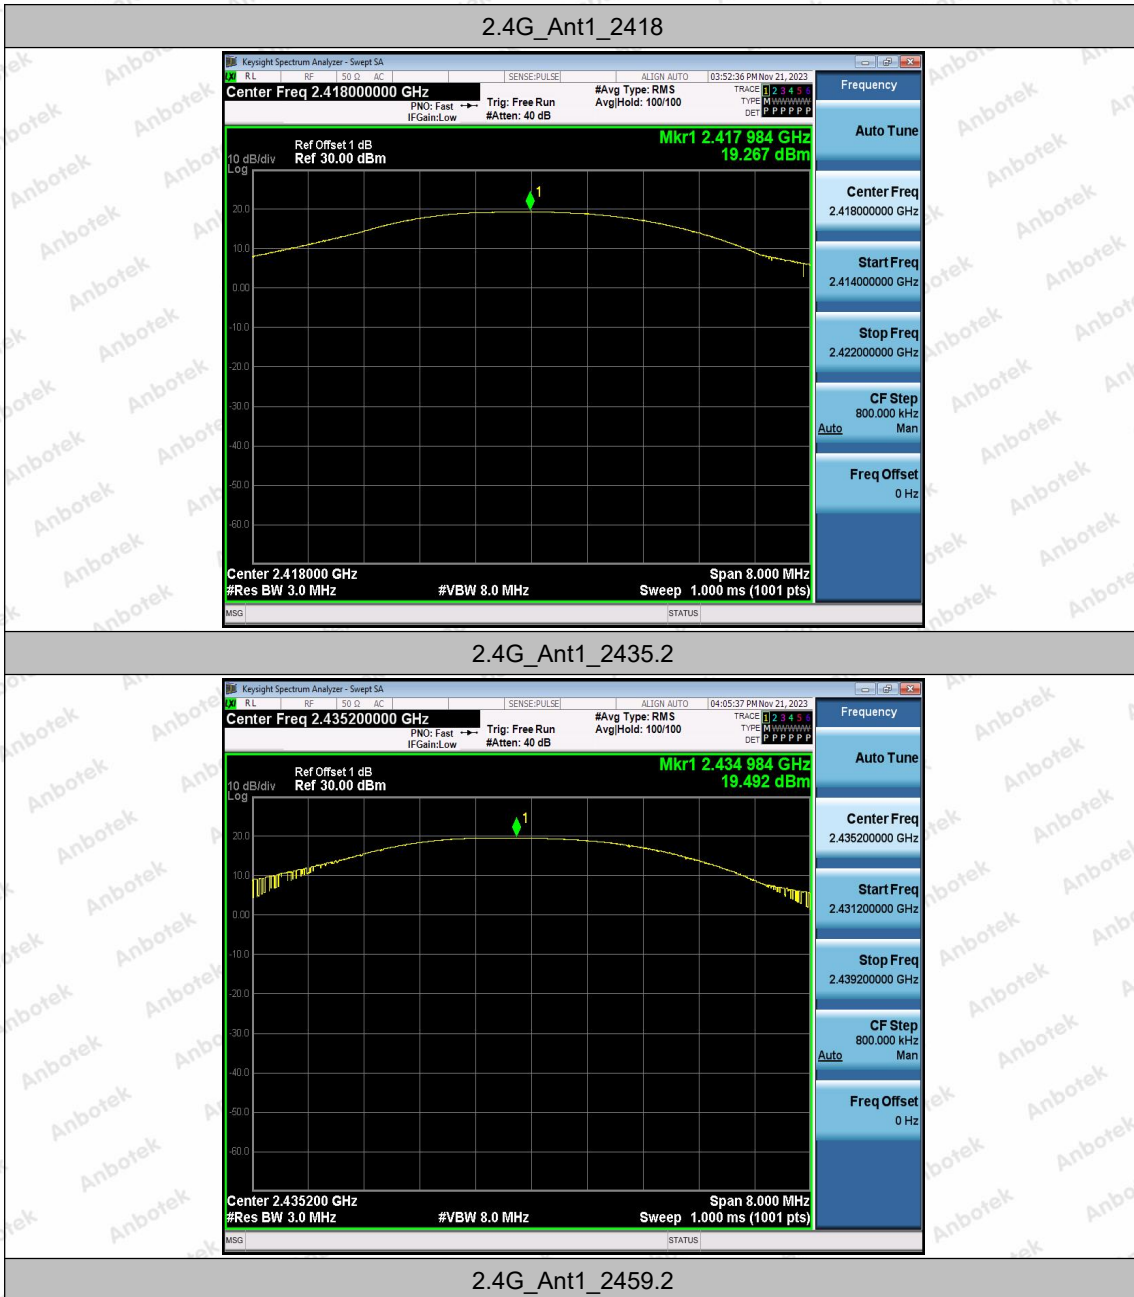 2.4G_Ant1_2418
Keysight Spectrum Analyzer - Swept SA
LXI RL RF 50 Ω AC SENSE:PULSE ALIGN AUTO 03:52:36 PM Nov 21, 2023
Center Freq 2.418000000 GHz
PNO: Fast
IFGain:Low
Trig: Free Run
#Atten: 40 dB
#Avg Type: RMS
Avg|Hold: 100/100
TRACE 1 2 3 4 5 6
TYPE M WWWWW
DET P P P P P P
Frequency
Mkr1 2.417 984 GHz
19.267 dBm
Ref Offset 1 dB
10 dB/div Ref 30.00 dBm
Log
1
20.0
10.0
0.00
-10.0
-20.0
-30.0
-40.0
-50.0
-60.0
Center 2.418000 GHz Span 8.000 MHz
#Res BW 3.0 MHz #VBW 8.0 MHz Sweep 1.000 ms (1001 pts)
MSG STATUS
Auto Tune
Center Freq
2.418000000 GHz
Start Freq
2.414000000 GHz
Stop Freq
2.422000000 GHz
CF Step
800.000 kHz
Auto Man
Freq Offset
0 Hz
2.4G_Ant1_2435.2
Keysight Spectrum Analyzer - Swept SA
LXI RL RF 50 Ω AC SENSE:PULSE ALIGN AUTO 04:05:37 PM Nov 21, 2023
Center Freq 2.435200000 GHz
PNO: Fast
IFGain:Low
Trig: Free Run
#Atten: 40 dB
#Avg Type: RMS
Avg|Hold: 100/100
TRACE 1 2 3 4 5 6
TYPE M WWWWW
DET P P P P P P
Frequency
Mkr1 2.434 984 GHz
19.492 dBm
Ref Offset 1 dB
10 dB/div Ref 30.00 dBm
Log
1
20.0
10.0
0.00
-10.0
-20.0
-30.0
-40.0
-50.0
-60.0
Center 2.435200 GHz Span 8.000 MHz
#Res BW 3.0 MHz #VBW 8.0 MHz Sweep 1.000 ms (1001 pts)
MSG STATUS
Auto Tune
Center Freq
2.435200000 GHz
Start Freq
2.431200000 GHz
Stop Freq
2.439200000 GHz
CF Step
800.000 kHz
Auto Man
Freq Offset
0 Hz
2.4G_Ant1_2459.2
Anbotek